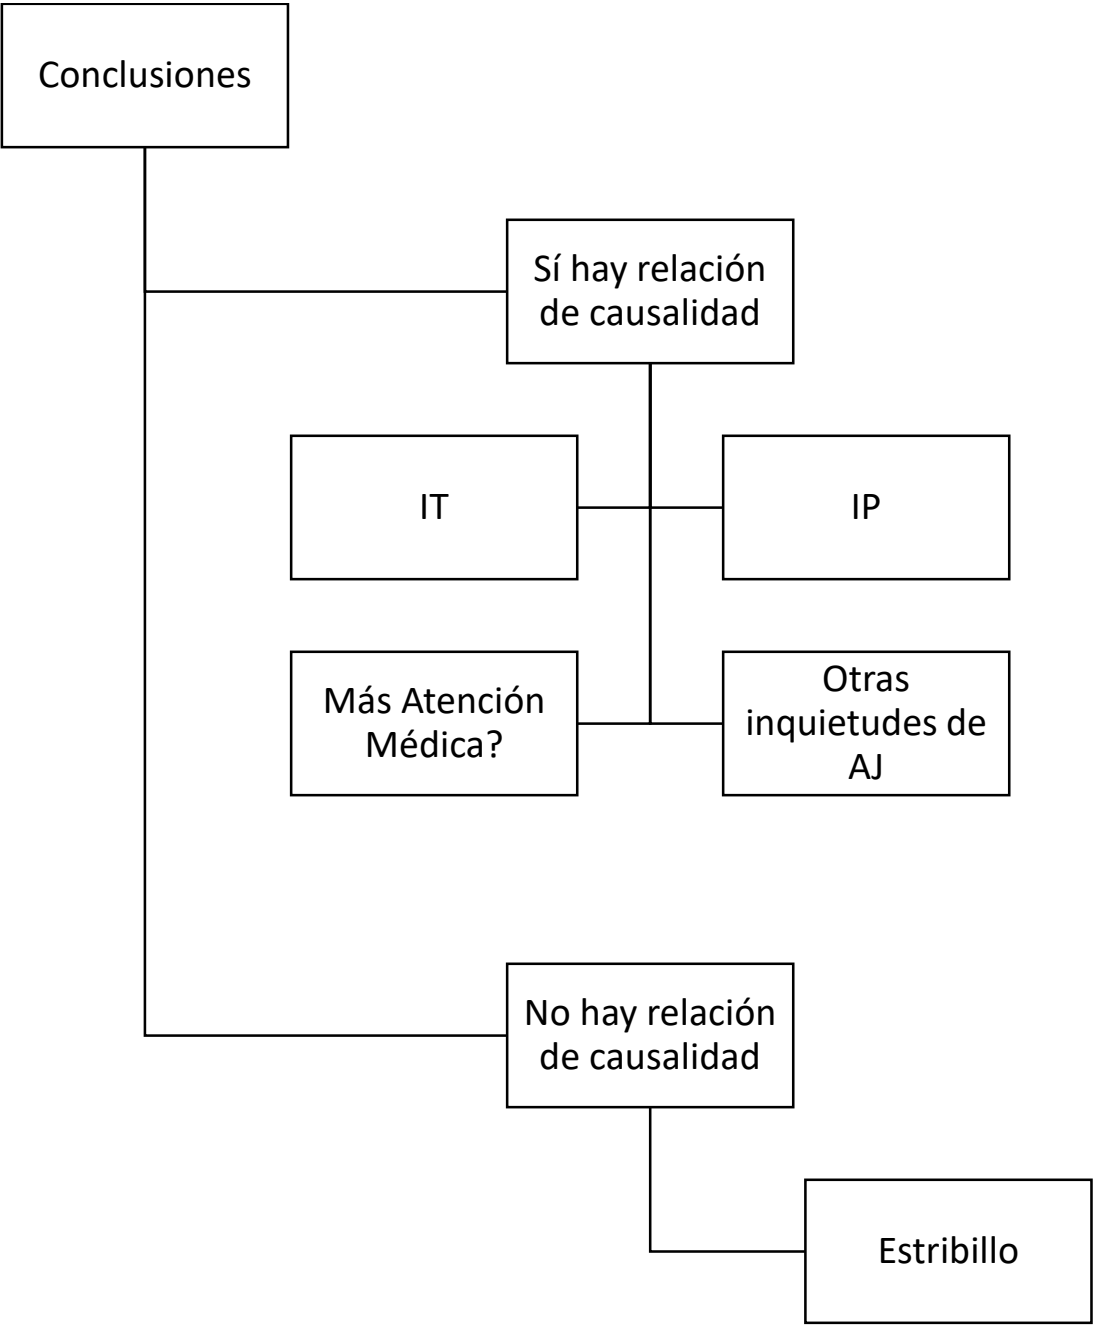 Conclusiones
Sí hay relación
de causalidad
IT
IP
Más Atención
Médica?
Otras
inquietudes de
AJ
No hay relación
de causalidad
Estribillo